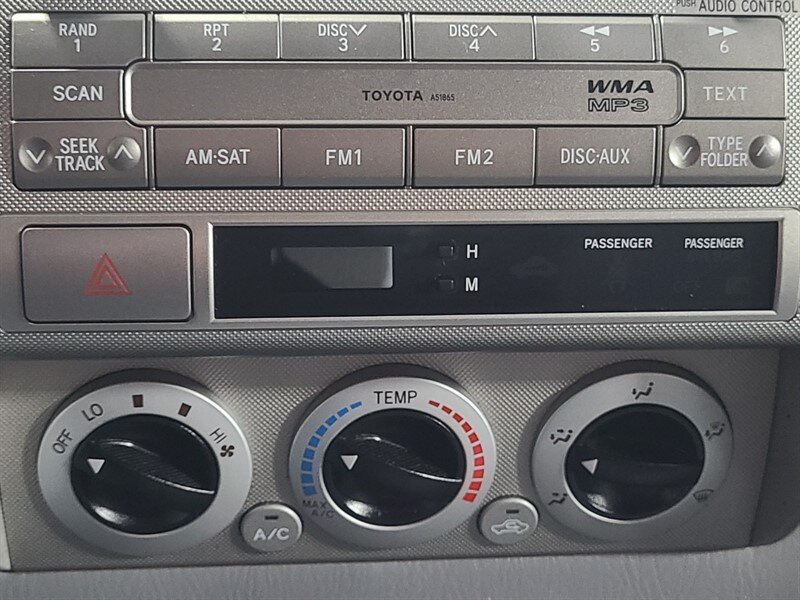 PUSH AUDIO CONTROL
RAND 1
RPT 2
DISC 3
DISC 4
5
6
SCAN
TOYOTA A51865
WMA
MP3
TEXT
SEEK
TRACK
AM·SAT
FM1
FM2
DISC·AUX
TYPE
FOLDER
H
M
PASSENGER
PASSENGER
OFF
LO
HI
TEMP
MAX
A/C
A/C